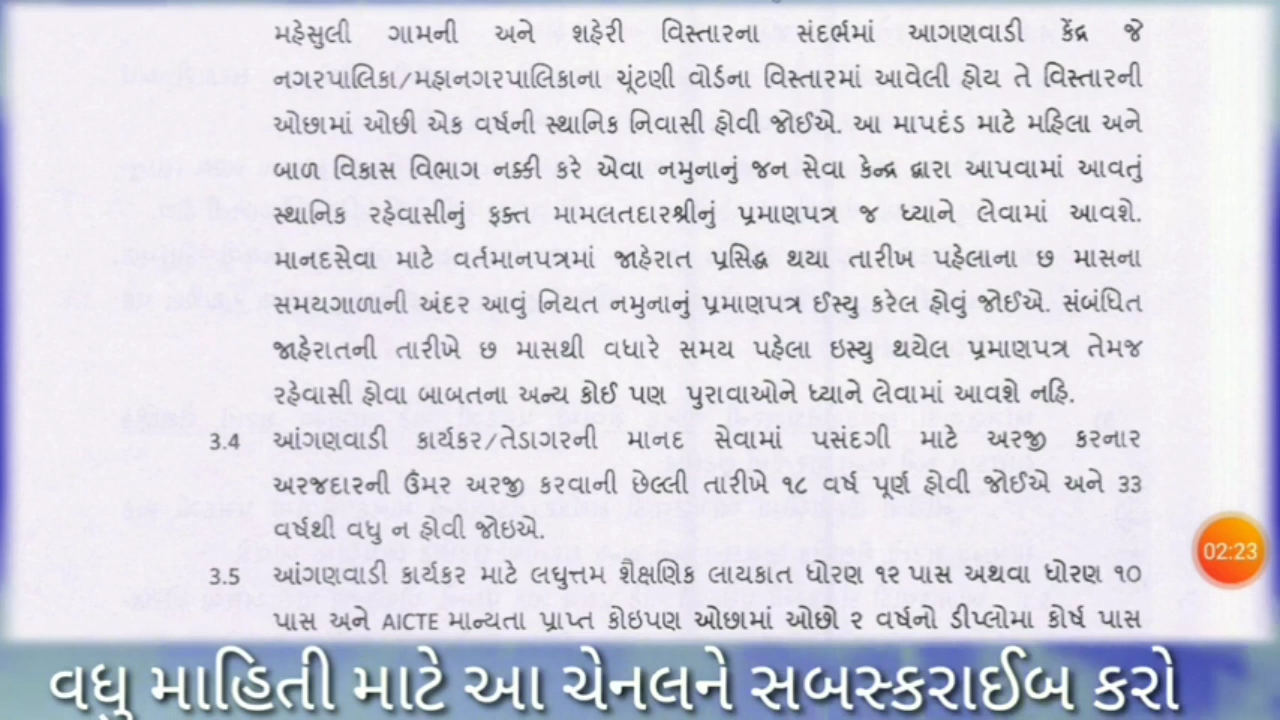 મહેસુલી ગામની અને શહેરી વિસ્તારના સંદર્ભમાં આગણવાડી કેંદ્ર જે
નગરપાલિકા/મહાનગરપાલિકાના ચૂંટણી વોર્ડના વિસ્તારમાં આવેલી હોય તે વિસ્તારની
ઓછામાં ઓછી એક વર્ષની સ્થાનિક નિવાસી હોવી જોઈએ. આ માપદંડ માટે મહિલા અને
બાળ વિકાસ વિભાગ નક્કી કરે એવા નમુનાનું જન સેવા કેન્દ્ર દ્વારા આપવામાં આવતું
સ્થાનિક રહેવાસીનું ફક્ત મામલતદારશ્રીનું પ્રમાણપત્ર જ ધ્યાને લેવામાં આવશે.
માનદસેવા માટે વર્તમાનપત્રમાં જાહેરાત પ્રસિદ્ધ થયા તારીખ પહેલાના છ માસના
સમયગાળાની અંદર આવું નિયત નમુનાનું પ્રમાણપત્ર ઈસ્યુ કરેલ હોવું જોઈએ. સંબંધિત
જાહેરાતની તારીખે છ માસથી વધારે સમય પહેલા ઇસ્યુ થયેલ પ્રમાણપત્ર તેમજ
રહેવાસી હોવા બાબતના અન્ય કોઈ પણ પુરાવાઓને ધ્યાને લેવામાં આવશે નહિ.
3.4 આંગણવાડી કાર્યકર/તેડાગરની માનદ સેવામાં પસંદગી માટે અરજી કરનાર
અરજદારની ઉંમર અરજી કરવાની છેલ્લી તારીખે ૧૮ વર્ષ પૂર્ણ હોવી જોઈએ અને 33
વર્ષથી વધુ ન હોવી જોઇએ.
3.5 આંગણવાડી કાર્યકર માટે લઘુત્તમ શૈક્ષણિક લાયકાત ધોરણ ૧૨ પાસ અથવા ધોરણ ૧૦
પાસ અને AICTE માન્યતા પ્રાપ્ત કોઇપણ ઓછામાં ઓછો ૨ વર્ષનો ડીપ્લોમા કોર્ષ પાસ
02:23
વધુ માહિતી માટે આ ચેનલને સબસ્કરાઈબ કરો